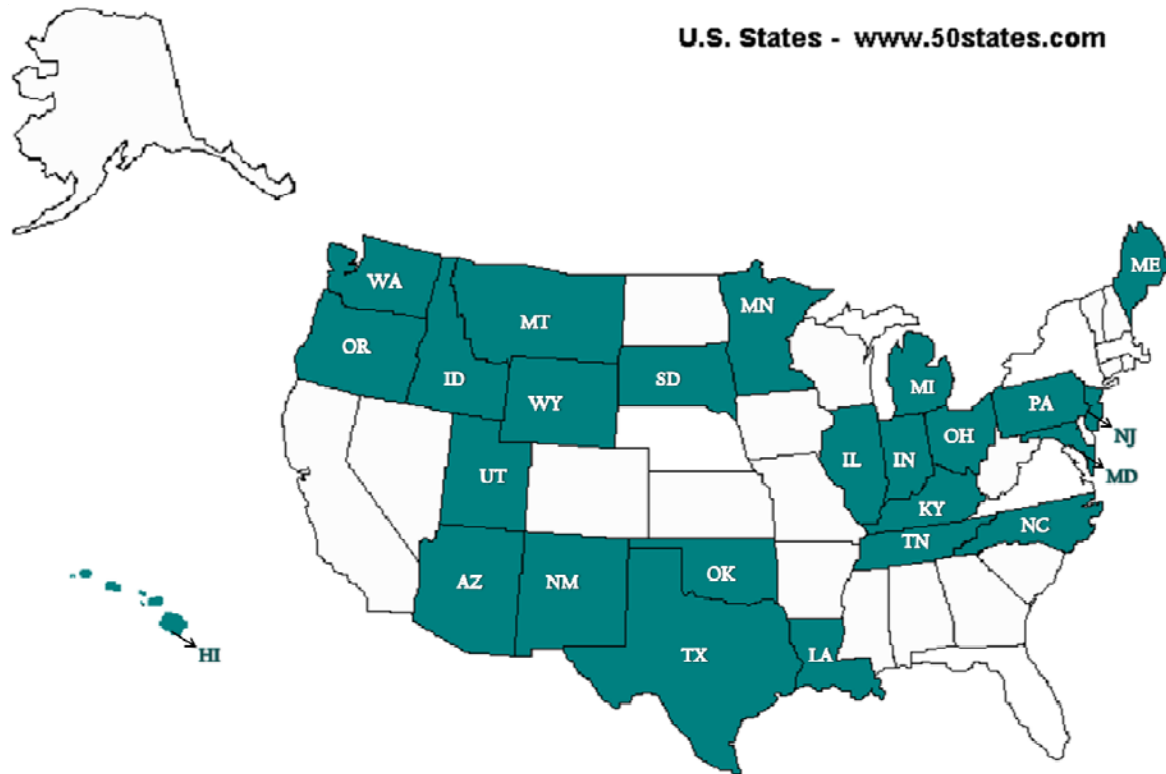 U.S. States - www.50states.com
ME
WA
MN
MT
OR
ID
SD
MI
WY
PA
NJ
OH
IL
IN
UT
MD
KY
NC
TN
OK
AZ
NM
TX
LA
HI